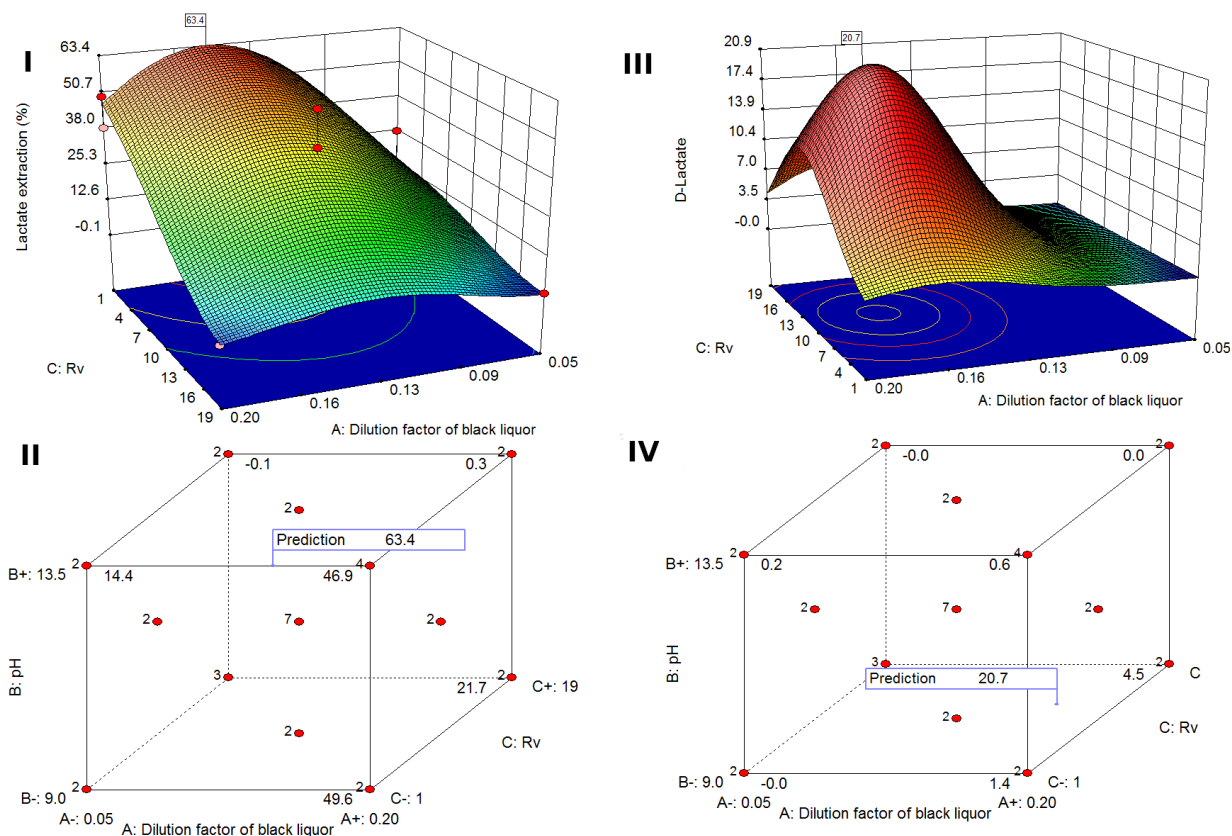 I
63.4
63.4
50.7
38.0
25.3
12.6
-0.1
Lactate extraction (%)
1
4
7
10
13
16
19
C: Rv
0.20
0.16
0.13
0.09
0.05
A: Dilution factor of black liquor
III
20.7
20.9
17.4
13.9
10.4
7.0
3.5
-0.0
D-Lactate
19
16
13
10
7
4
1
C: Rv
0.20
0.16
0.13
0.09
0.05
A: Dilution factor of black liquor
II
2
2
-0.1
0.3
2
Prediction 63.4
2
4
B+: 13.5
14.4
46.9
2
7
2
B: pH
3
2
21.7
C+: 19
2
C: Rv
2
2
B-: 9.0
49.6
C-: 1
A-: 0.05
A+: 0.20
A: Dilution factor of black liquor
IV
2
2
-0.0
0.0
2
2
4
B+: 13.5
0.2
0.6
2
7
2
B: pH
3
2
Prediction 20.7
4.5
C
2
C: Rv
2
2
B-: 9.0
-0.0
1.4
C-: 1
A-: 0.05
A+: 0.20
A: Dilution factor of black liquor